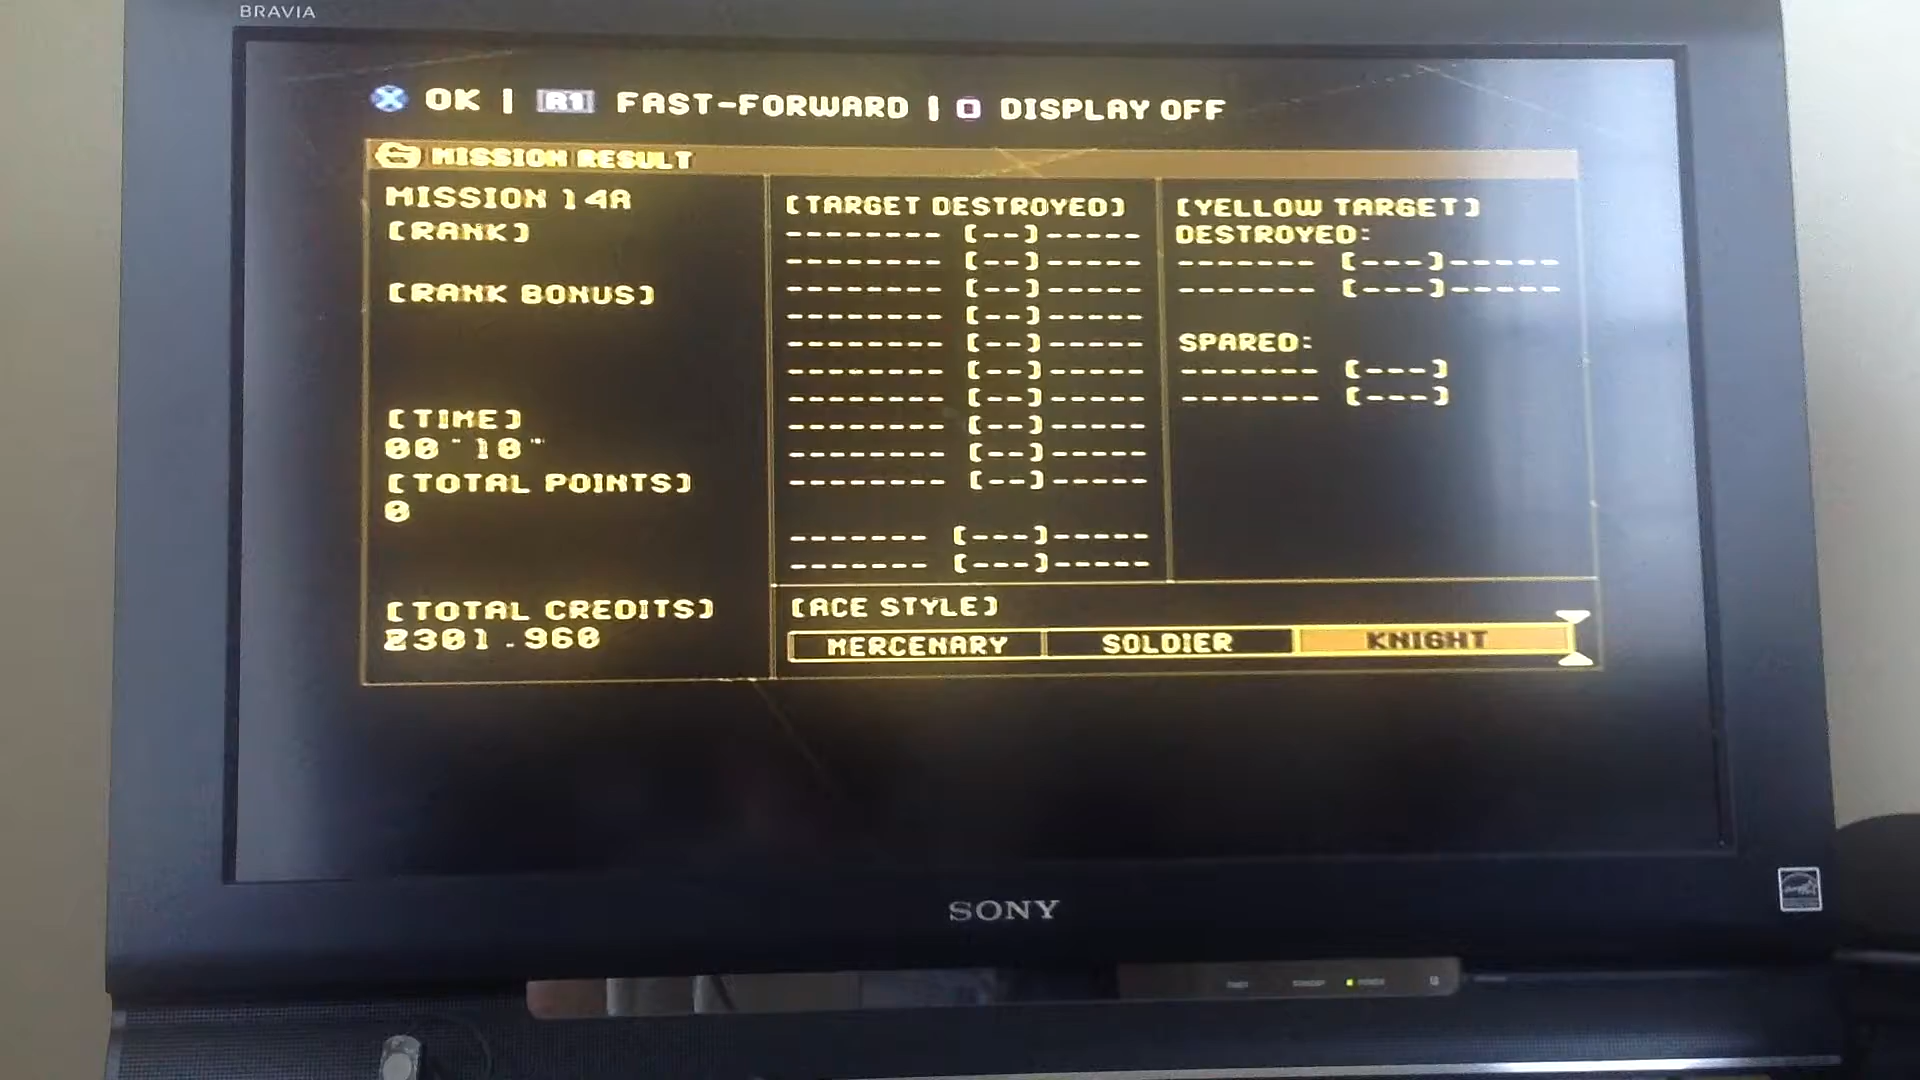 BRAVIA
OK | R1 FAST-FORWARD | DISPLAY OFF
MISSION RESULT
MISSION 14A
[RANK]
[RANK BONUS]
[TIME]
00"10'"
[TOTAL POINTS]
0
[TOTAL CREDITS]
2301.960
[TARGET DESTROYED]
-------- [--]-----
-------- [--]-----
-------- [--]-----
-------- [--]-----
-------- [--]-----
-------- [--]-----
-------- [--]-----
-------- [--]-----
-------- [--]-----
-------- [--]-----
------- [---]-----
------- [---]-----
[YELLOW TARGET]
DESTROYED:
------- [---]-----
------- [---]-----
SPARED:
------- [---]
------- [---]
[ACE STYLE]
MERCENARY SOLDIER KNIGHT
SONY